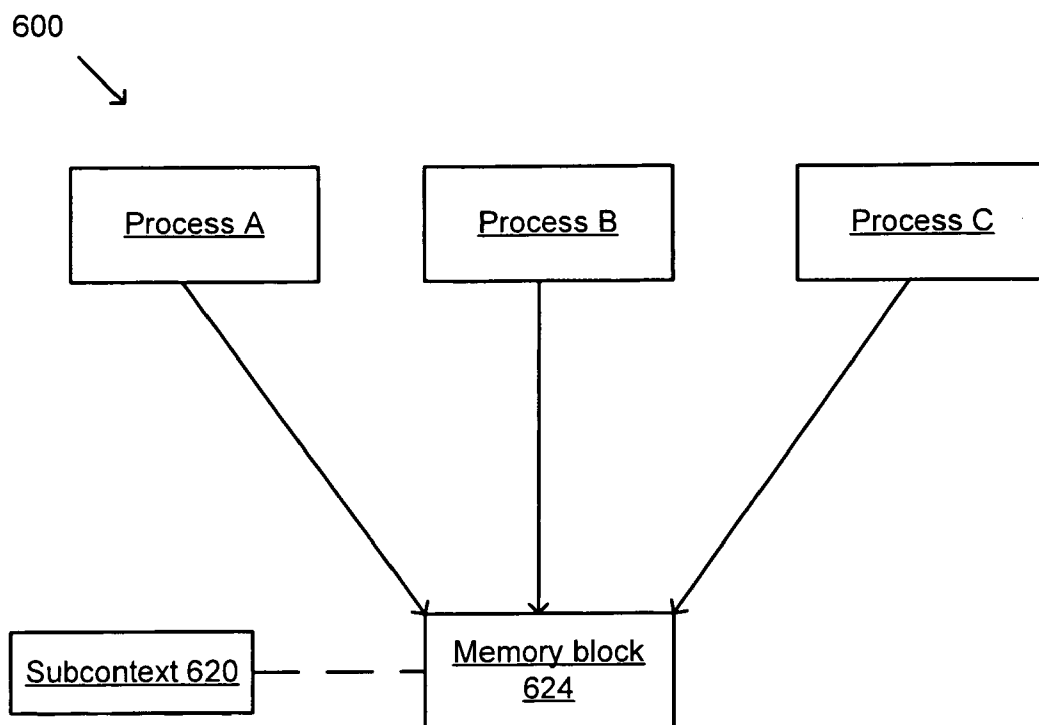 600
Process A
Process B
Process C
Subcontext 620
Memory block
624